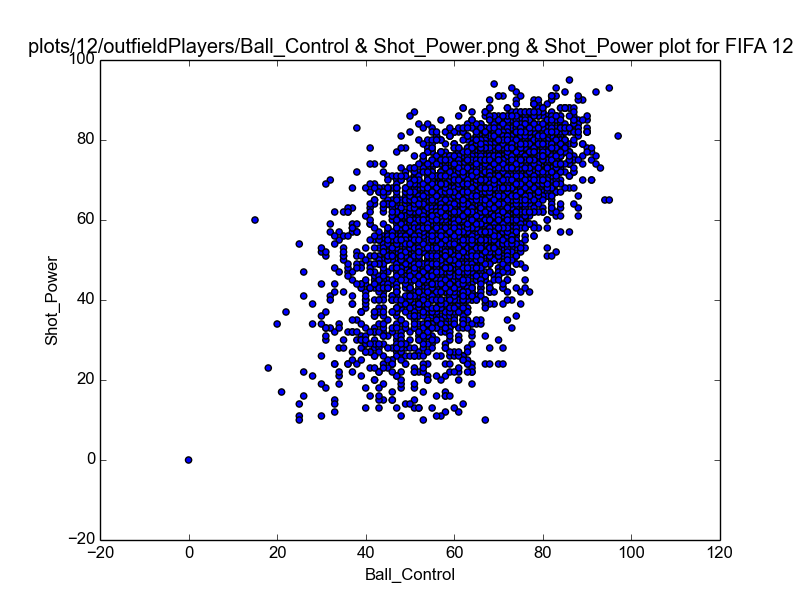 plots/12/outfieldPlayers/Ball_Control & Shot_Power.png & Shot_Power plot for FIFA 12
100
80
60
40
20
0
−20
Shot_Power
−20 0 20 40 60 80 100 120
Ball_Control